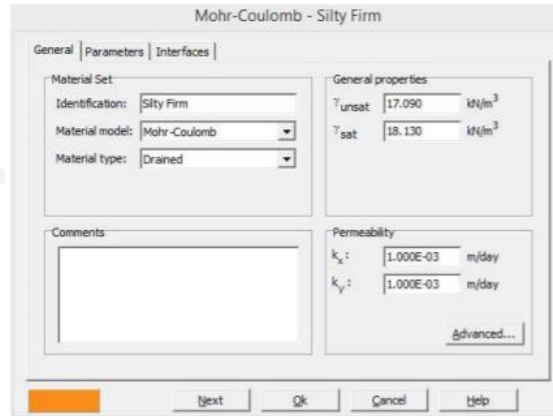 Mohr-Coulomb - Silty Firm
General Parameters Interfaces
Material Set
Identification: Silty Firm
Material model: Mohr-Coulomb
Material type: Drained
General properties
γunsat 17.090 kN/m³
γsat 18.130 kN/m³
Comments
Permeability
kx: 1.000E-03 m/day
ky: 1.000E-03 m/day
Advanced...
Next Ok Cancel Help